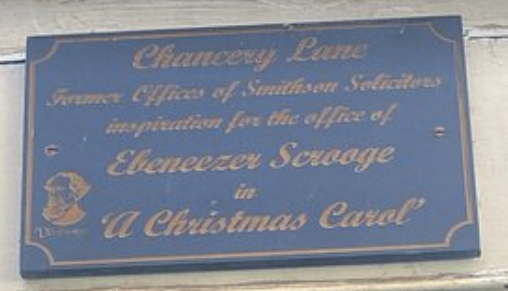 Chancery Lane
Former Offices of Smithson Solicitors
inspiration for the office of
Ebeneezer Scrooge
in
'A Christmas Carol'